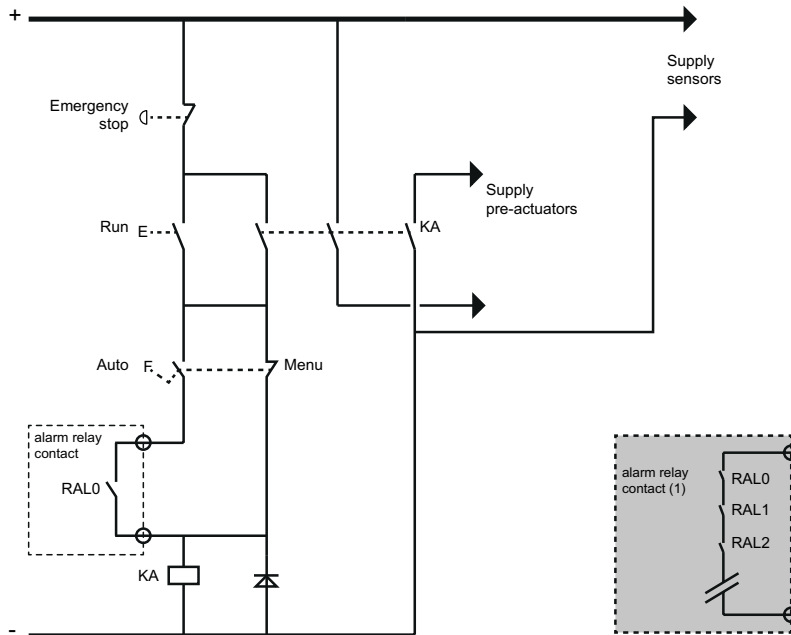 +
Supply
sensors
Emergency
stop
Supply
pre-actuators
Run E
KA
Auto F
Menu
alarm relay
contact
RAL0
alarm relay
contact (1)
RAL0
RAL1
RAL2
KA
-